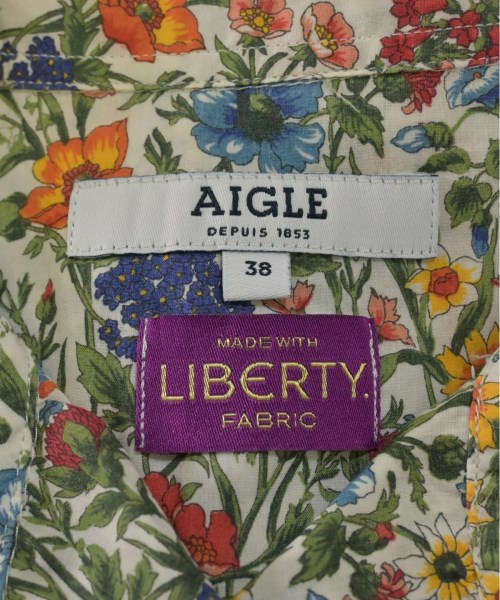 AIGLE
DEPUIS 1853
38
MADE WITH
LIBERTY.
FABRIC